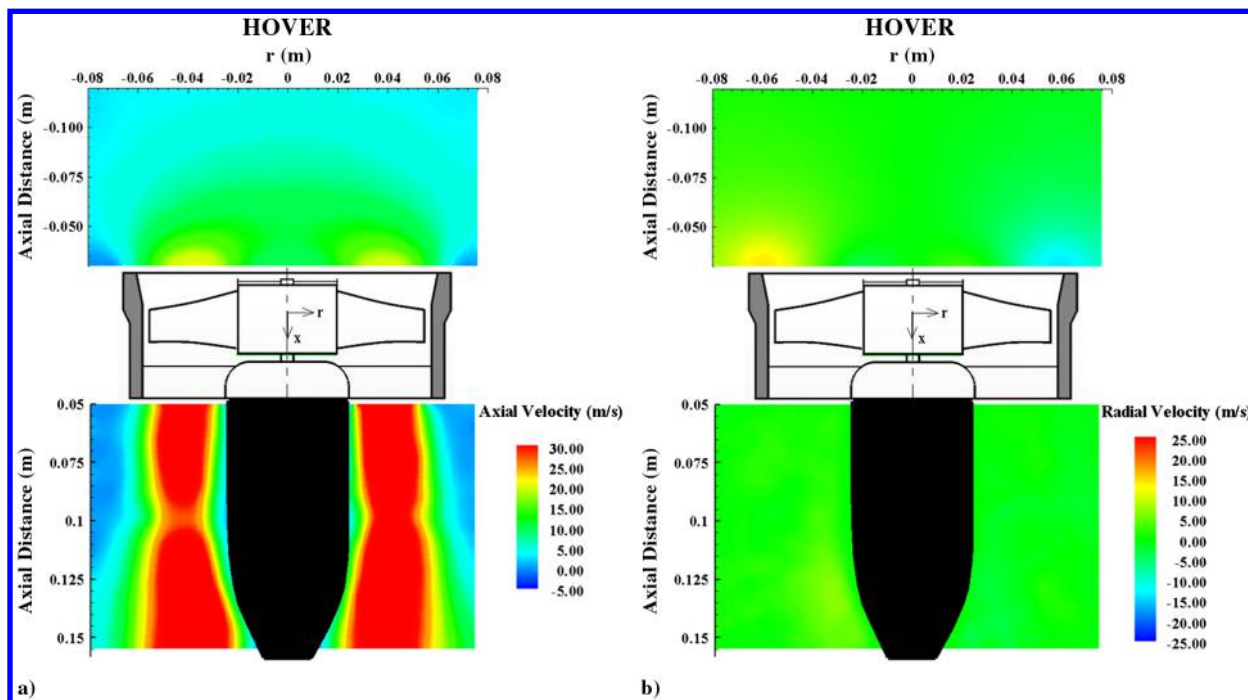 HOVER
r (m)
-0.08 -0.06 -0.04 -0.02 0 0.02 0.04 0.06 0.08
Axial Distance (m)
-0.100
-0.075
-0.050
r
x
Axial Distance (m)
0.05
0.075
0.1
0.125
0.15
Axial Velocity (m/s)
30.00
25.00
20.00
15.00
10.00
5.00
0.00
-5.00
a)
HOVER
r (m)
-0.08 -0.06 -0.04 -0.02 0 0.02 0.04 0.06 0.08
Axial Distance (m)
-0.100
-0.075
-0.050
r
x
Axial Distance (m)
0.05
0.075
0.1
0.125
0.15
Radial Velocity (m/s)
25.00
20.00
15.00
10.00
5.00
0.00
-5.00
-10.00
-15.00
-20.00
-25.00
b)